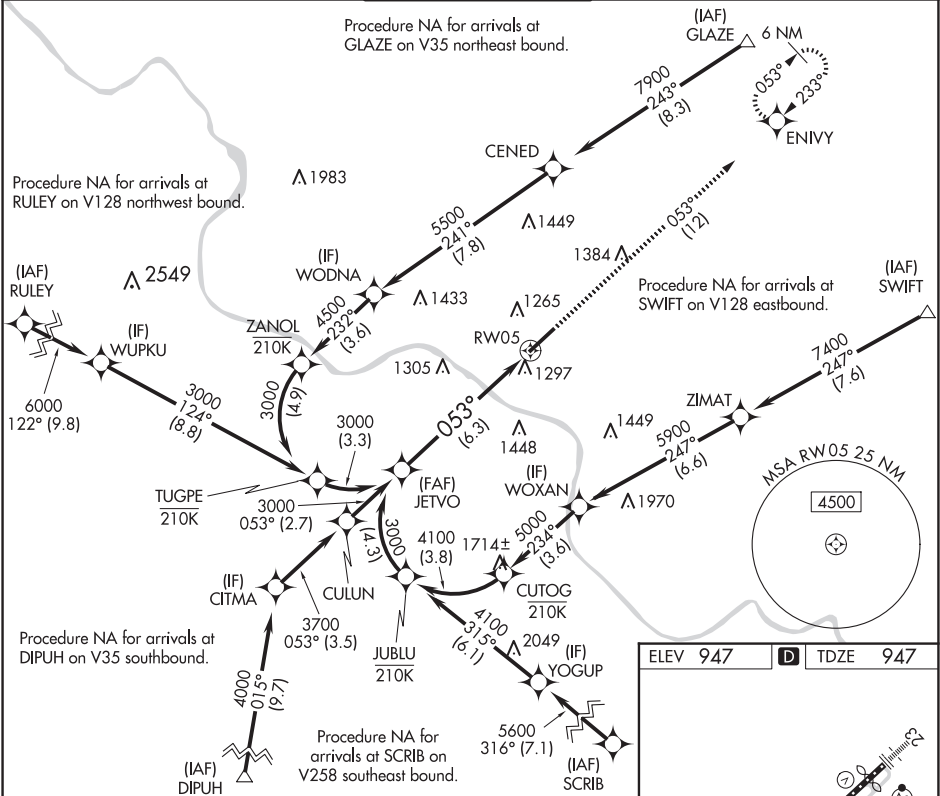 Procedure NA for arrivals at
GLAZE on V35 northeast bound.
(IAF)
GLAZE
6 NM
053°
233°
ENIVY
7900
243°
(8.3)
CENED
Procedure NA for arrivals at
RULEY on V128 northwest bound.
1983
1449
5500
241°
(7.8)
053°
(12)
1384
(IAF)
RULEY
2549
(IF)
WODNA
1433
Procedure NA for arrivals at
SWIFT on V128 eastbound.
(IAF)
SWIFT
(IF)
WUPKU
ZANOL
210K
4500
232°
(3.6)
1265
RW05
1305
1297
7400
247°
(7.6)
6000
122° (9.8)
3000
124°
(8.8)
3000
(4.9)
053°
(6.3)
ZIMAT
3000
(3.3)
1448
1449
5900
247°
(6.6)
MSA RW05 25 NM
4500
TUGPE
210K
(FAF)
JETVO
(IF)
WOXAN
1970
3000
053° (2.7)
3000
(4.3)
4100
(3.8)
1714±
5000
234°
(3.6)
(IF)
CITMA
CULUN
CUTOG
210K
3700
053° (3.5)
JUBLU
210K
4100
315°
(6.1)
2049
(IF)
YOGUP
Procedure NA for arrivals at
DIPUH on V35 southbound.
4000
015°
(9.7)
(IAF)
DIPUH
Procedure NA for
arrivals at SCRIB on
V258 southeast bound.
5600
316° (7.1)
(IAF)
SCRIB
ELEV 947 D TDZE 947
23
V